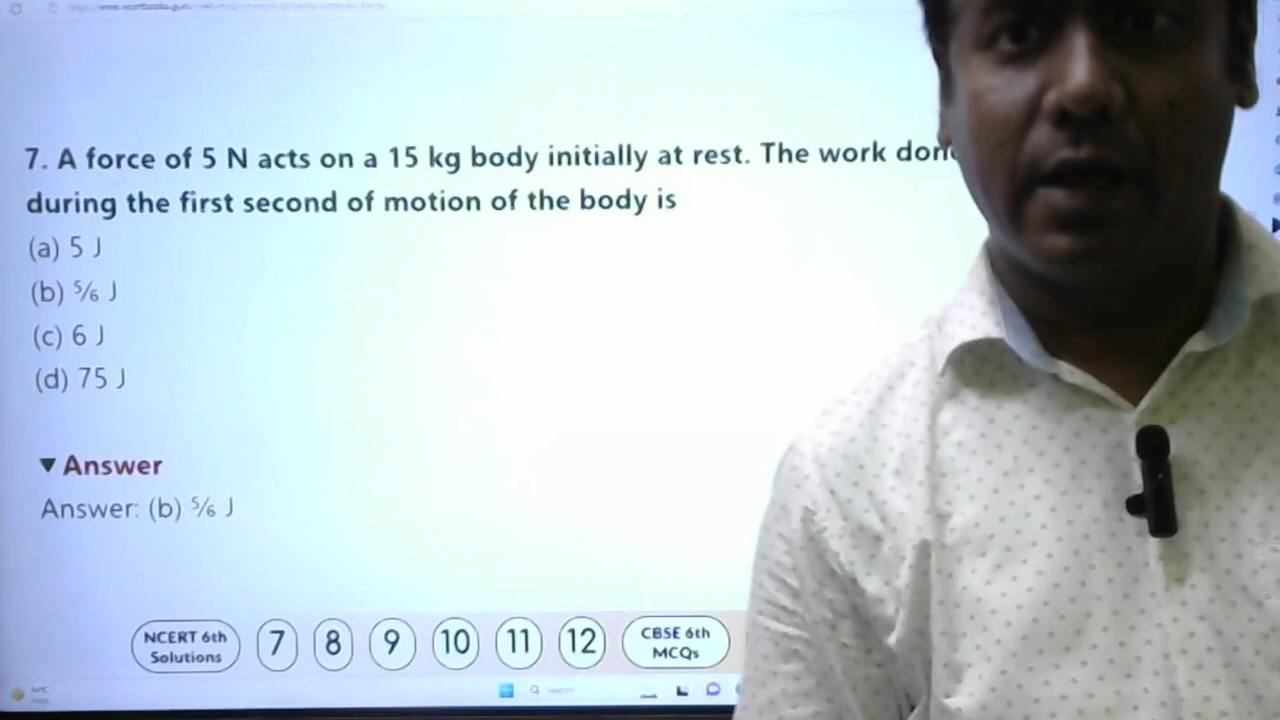 7. A force of 5 N acts on a 15 kg body initially at rest. The work
during the first second of motion of the body is
(a) 5 J
(b) ⁵⁄₆ J
(c) 6 J
(d) 75 J
▼ Answer
Answer: (b) ⁵⁄₆ J
NCERT 6th
Solutions
7 8 9 10 11 12
CBSE 6th
MCQs
Search